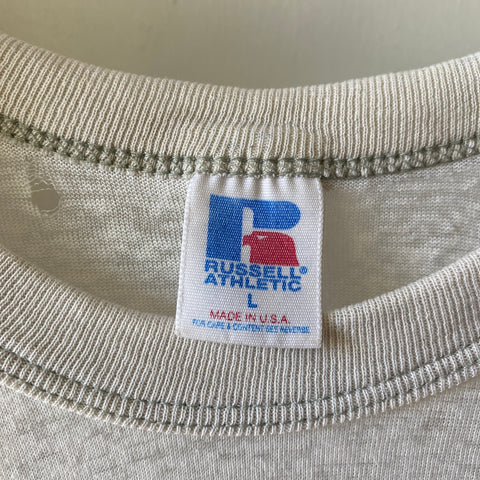 RUSSELL®
ATHLETIC
L
MADE IN U.S.A.
FOR CARE & CONTENT SEE REVERSE